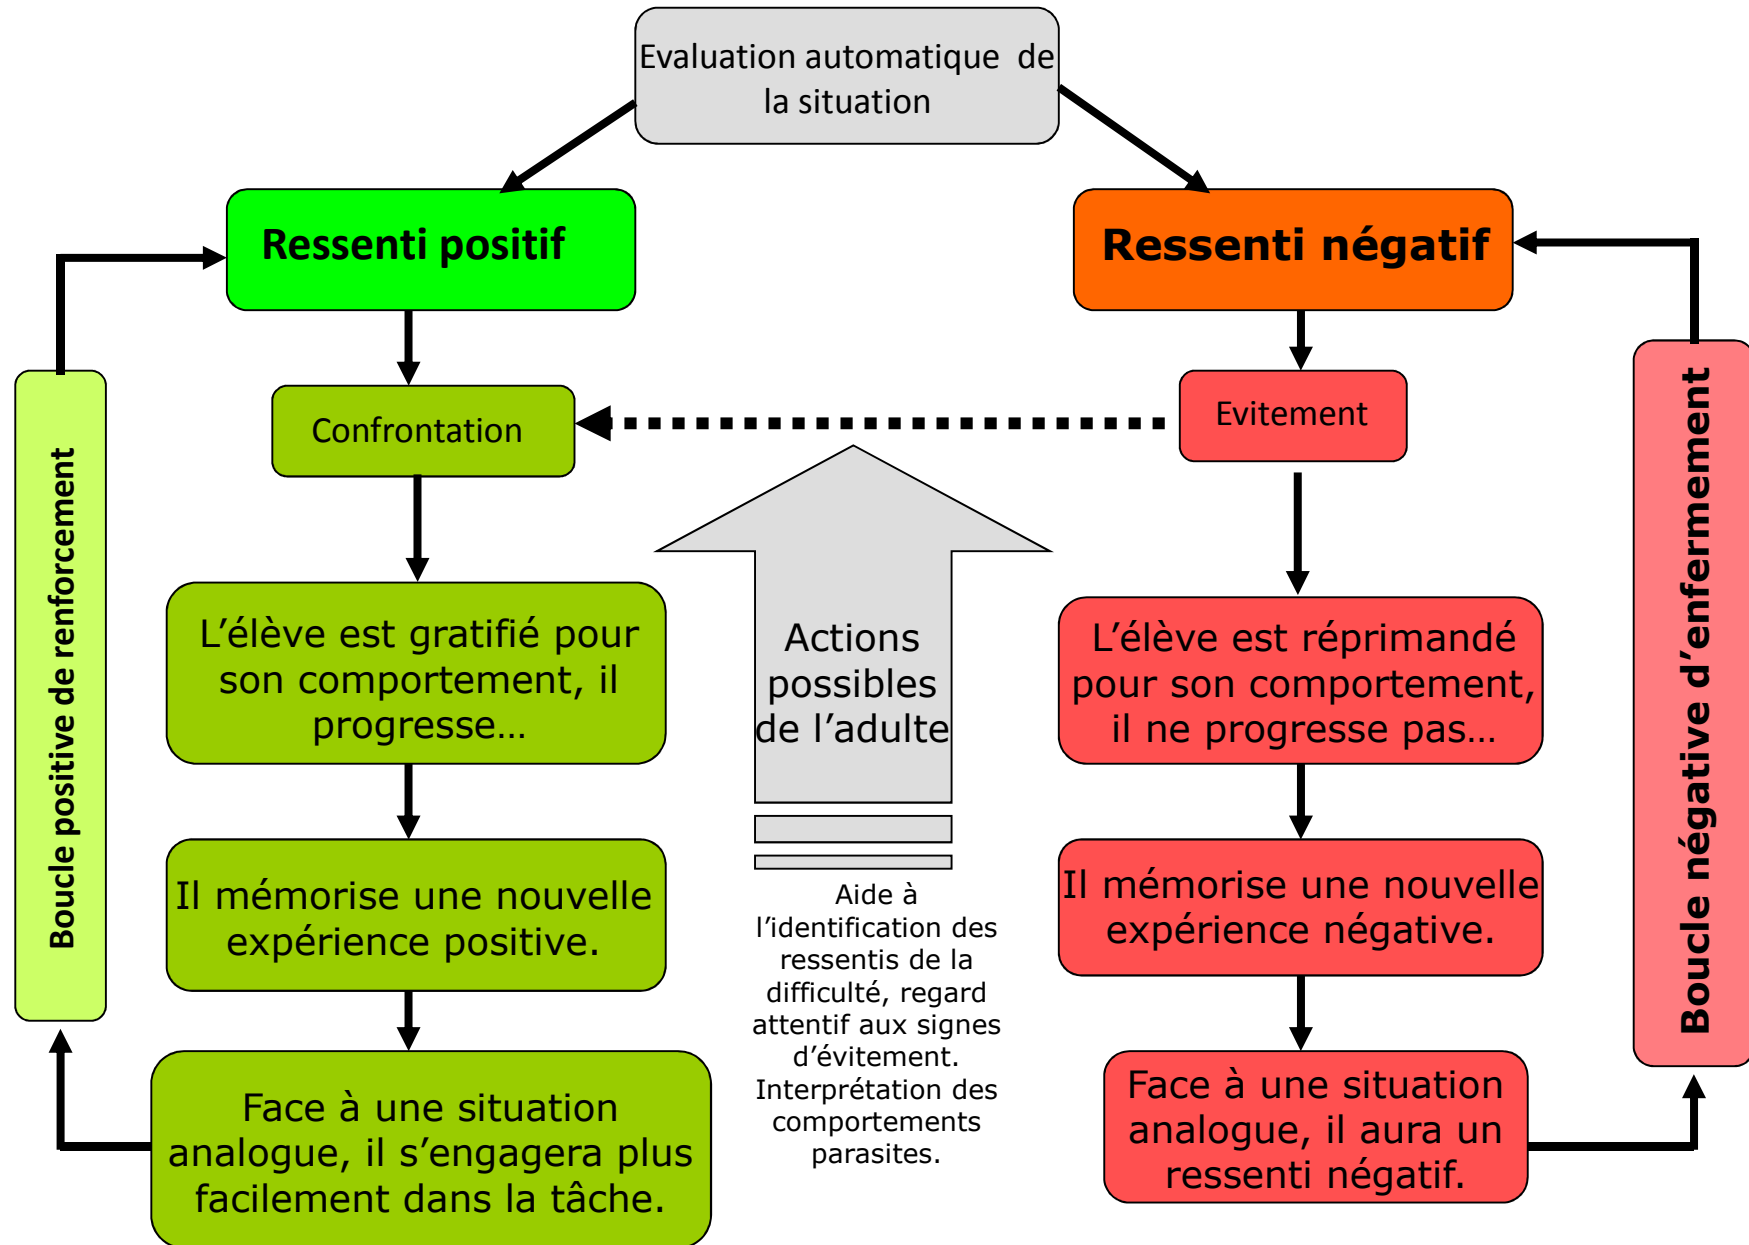 Evaluation automatique  de
la situation
Ressenti positif
Ressenti négatif
Confrontation
Evitement
Boucle positive de renforcement
L’élève est gratifié pour
son comportement, il
progresse…
Il mémorise une nouvelle
expérience positive.
Face à une situation
analogue, il s’engagera plus
facilement dans la tâche.
Actions
possibles
de l’adulte
Aide à
l’identification des
ressentis de la
difficulté, regard
attentif aux signes
d’évitement.
Interprétation des
comportements
parasites.
L’élève est réprimandé
pour son comportement,
il ne progresse pas…
Il mémorise une nouvelle
expérience négative.
Face à une situation
analogue, il aura un
ressenti négatif.
Boucle négative d’enfermement